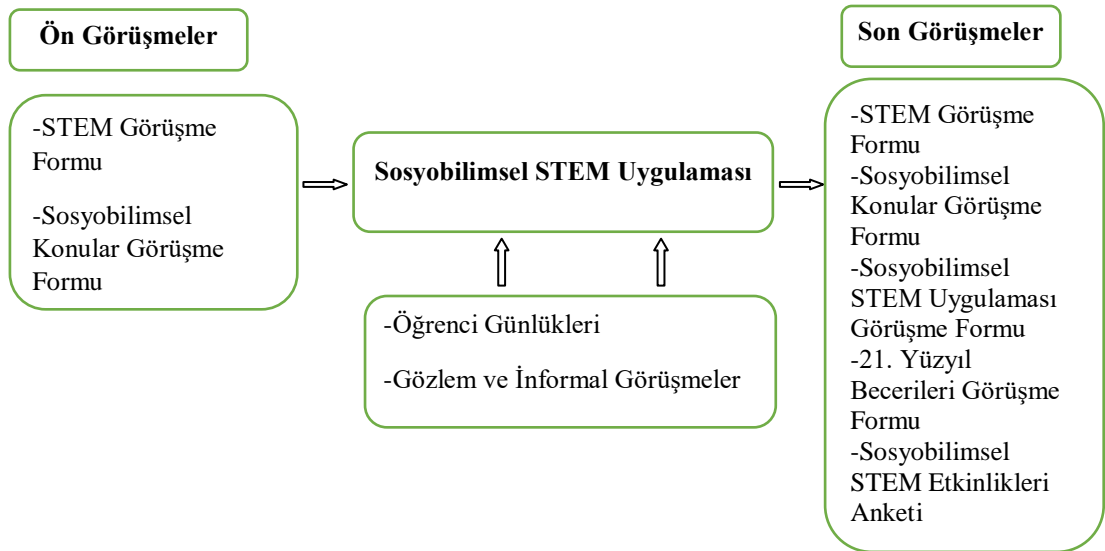 Ön Görüşmeler
-STEM Görüşme
Formu
-Sosyobilimsel
Konular Görüşme
Formu
Sosyobilimsel STEM Uygulaması
-Öğrenci Günlükleri
-Gözlem ve İnformal Görüşmeler
Son Görüşmeler
-STEM Görüşme
Formu
-Sosyobilimsel
Konular Görüşme
Formu
-Sosyobilimsel
STEM Uygulaması
Görüşme Formu
-21. Yüzyıl
Becerileri Görüşme
Formu
-Sosyobilimsel
STEM Etkinlikleri
Anketi